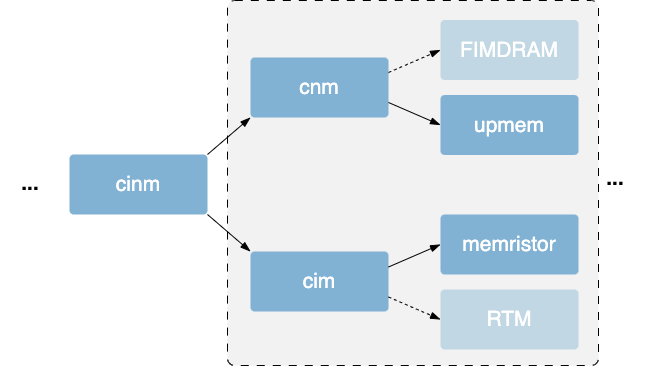 FIMDRAM
cnm
upmem
... cinm ...
memristor
cim
RTM